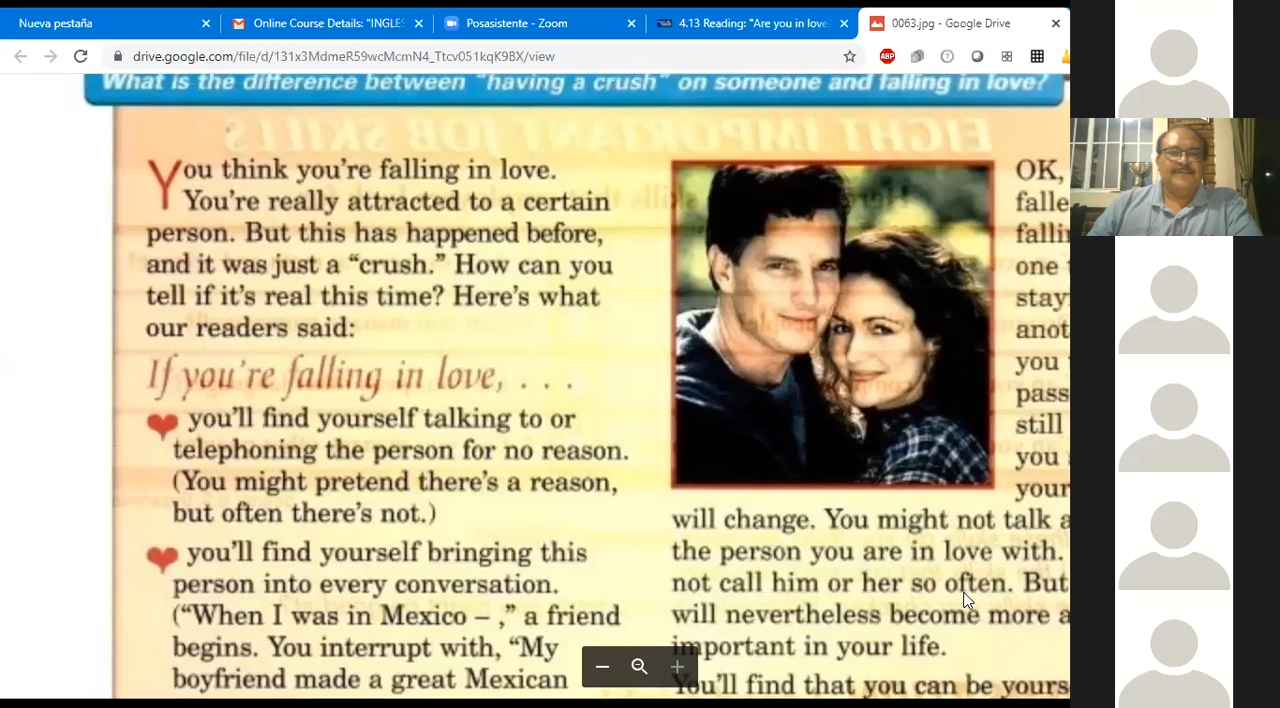 Nueva pestaña
Online Course Details: "INGLES
Posasistente - Zoom
4.13 Reading: "Are you in love
0063.jpg - Google Drive
drive.google.com/file/d/131x3MdmeR59wcMcmN4_Ttcv051kqK9BX/view
ABP
What is the difference between "having a crush" on someone and falling in love?
EIGHT IMPORTANT JOB SKILLS
You think you're falling in love.
You're really attracted to a certain
person. But this has happened before,
and it was just a "crush." How can you
tell if it's real this time? Here's what
our readers said:
If you're falling in love, . . .
you'll find yourself talking to or
telephoning the person for no reason.
(You might pretend there's a reason,
but often there's not.)
you'll find yourself bringing this
person into every conversation.
("When I was in Mexico – ," a friend
begins. You interrupt with, "My
boyfriend made a great Mexican
OK,
falle
fallin
one
stay
anot
you
pass
still
you
your
will change. You might not talk a
the person you are in love with.
not call him or her so often. But
will nevertheless become more a
important in your life.
You'll find that you can be yours